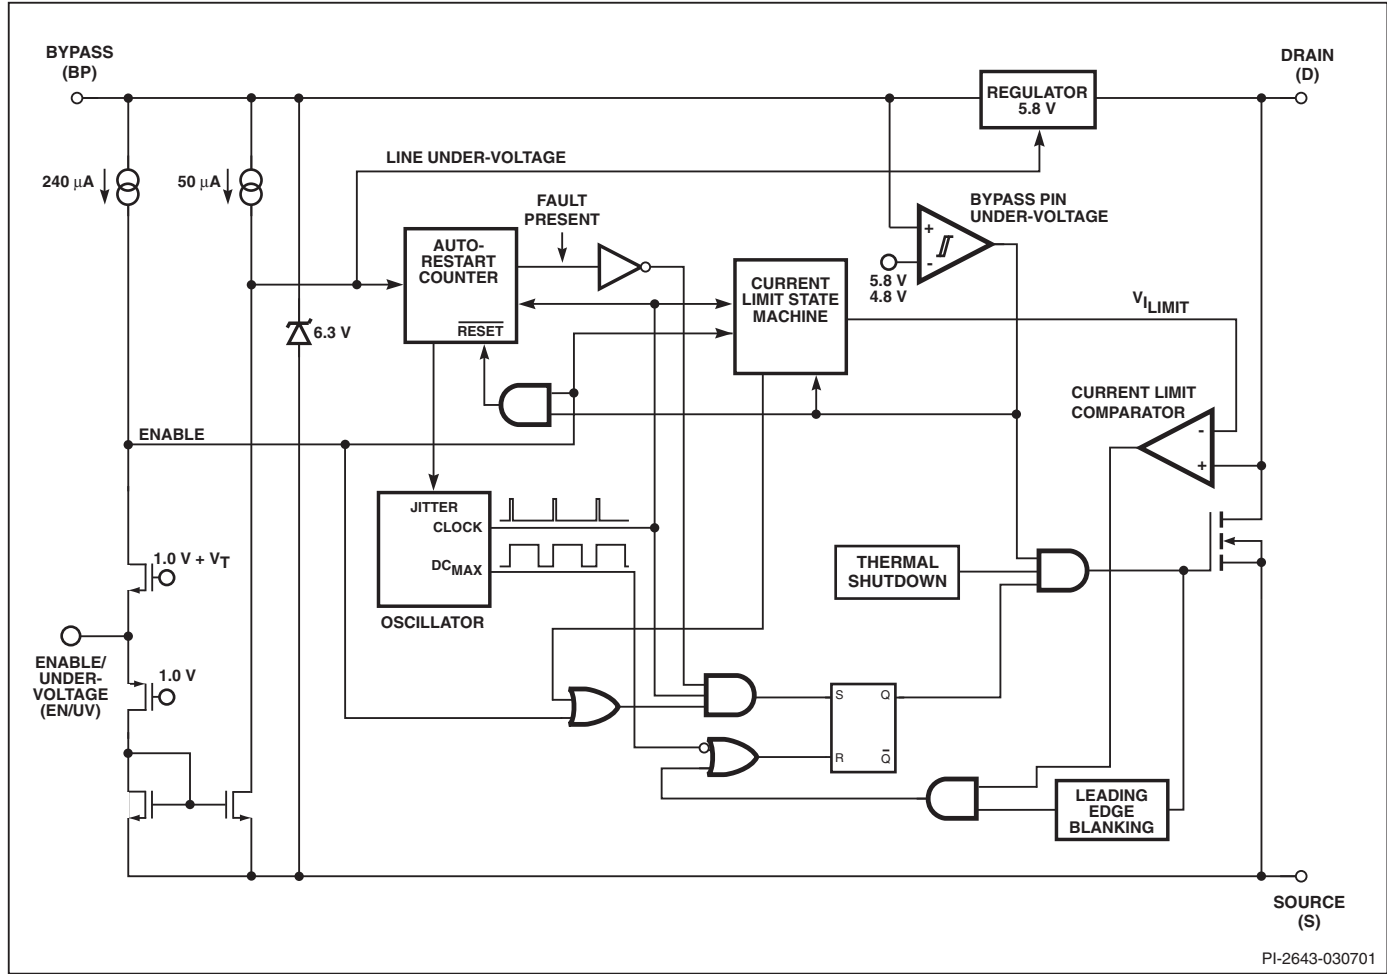 BYPASS
(BP)
DRAIN
(D)
REGULATOR
5.8 V
LINE UNDER-VOLTAGE
240 μA
50 μA
FAULT
PRESENT
BYPASS PIN
UNDER-VOLTAGE
+
-
5.8 V
4.8 V
AUTO-
RESTART
COUNTER
RESET
CURRENT
LIMIT STATE
MACHINE
VILIMIT
6.3 V
CURRENT LIMIT
COMPARATOR
-
+
ENABLE
JITTER
CLOCK
DCMAX
OSCILLATOR
1.0 V + VT
THERMAL
SHUTDOWN
ENABLE/
UNDER-
VOLTAGE
(EN/UV)
1.0 V
S Q
R Q
LEADING
EDGE
BLANKING
SOURCE
(S)
PI-2643-030701